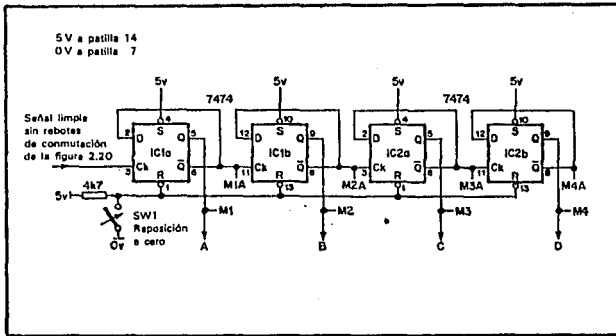 5 V a patilla 14
0 V a patilla 7
5v 5v 5v 5v
7474 7474
4 10 4 10
S S S S
2 D Q 5 12 D Q 9 2 D Q 5 12 D Q 9
Señal limpia
sin rebotes
de conmutación
de la figura 2.20
IC1a IC1b IC2a IC2b
3 Ck Q̅ 6 11 Ck Q̅ 8 3 Ck Q̅ 6 11 Ck Q̅ 8
M1A M2A M3A M4A
R R R R
1 13 1 13
5v 4k7
SW1
Reposición
a cero
0v
M1 M2 M3 M4
A B C D